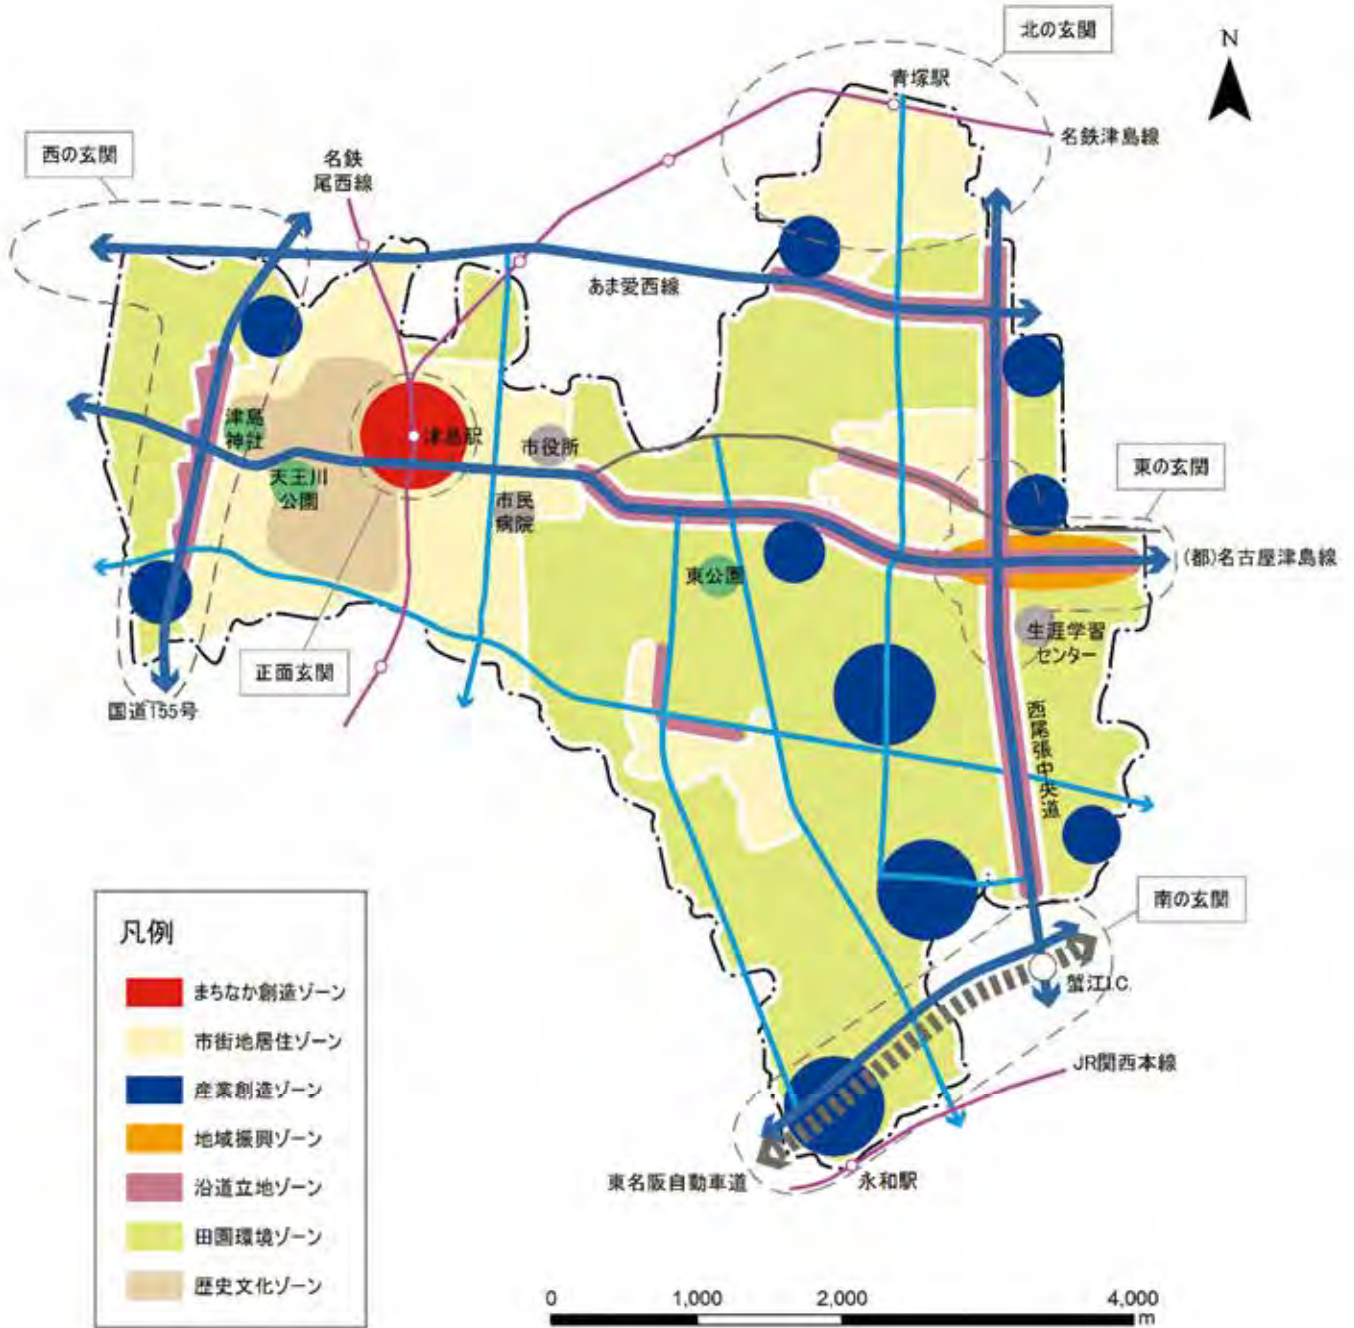 北の玄関
N
青塚駅
名鉄津島線
西の玄関
名鉄
尾西線
あま愛西線
津島
神社
津島駅
市役所
東の玄関
天王川
公園
市民
病院
(都)名古屋津島線
東公園
生涯学習
センター
正面玄関
国道155号
西尾張中央道
南の玄関
蟹江I.C.
JR関西本線
東名阪自動車道
永和駅
凡例
まちなか創造ゾーン
市街地居住ゾーン
産業創造ゾーン
地域振興ゾーン
沿道立地ゾーン
田園環境ゾーン
歴史文化ゾーン
0 1,000 2,000 4,000
m